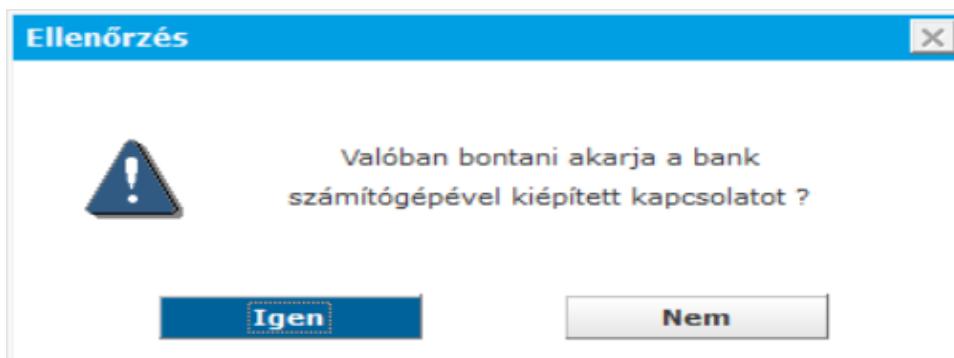 Ellenőrzés
Valóban bontani akarja a bank
számítógépével kiépített kapcsolatot ?
Igen
Nem